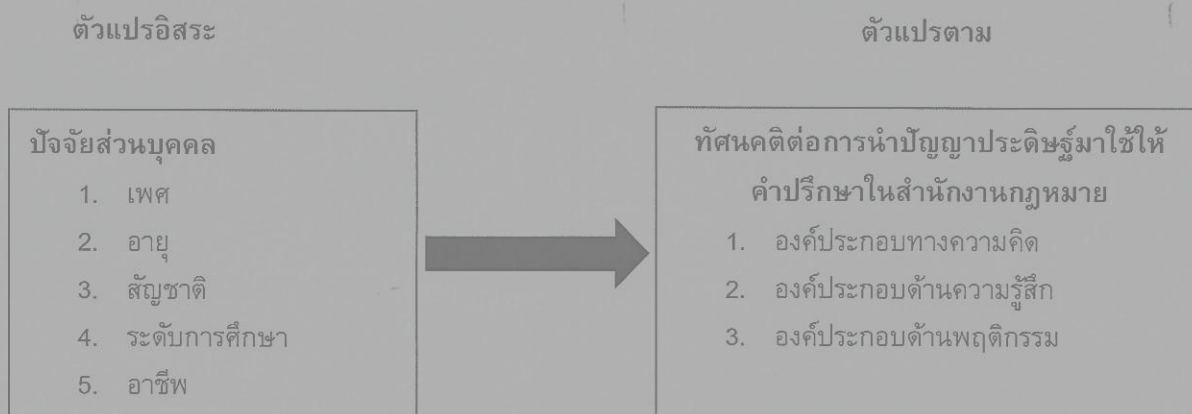 ตัวแปรอิสระ
ตัวแปรตาม
ปัจจัยส่วนบุคคล
1. เพศ
2. อายุ
3. สัญชาติ
4. ระดับการศึกษา
5. อาชีพ
ทัศนคติต่อการนำปัญญาประดิษฐ์มาใช้ให้
คำปรึกษาในสำนักงานกฎหมาย
1. องค์ประกอบทางความคิด
2. องค์ประกอบด้านความรู้สึก
3. องค์ประกอบด้านพฤติกรรม